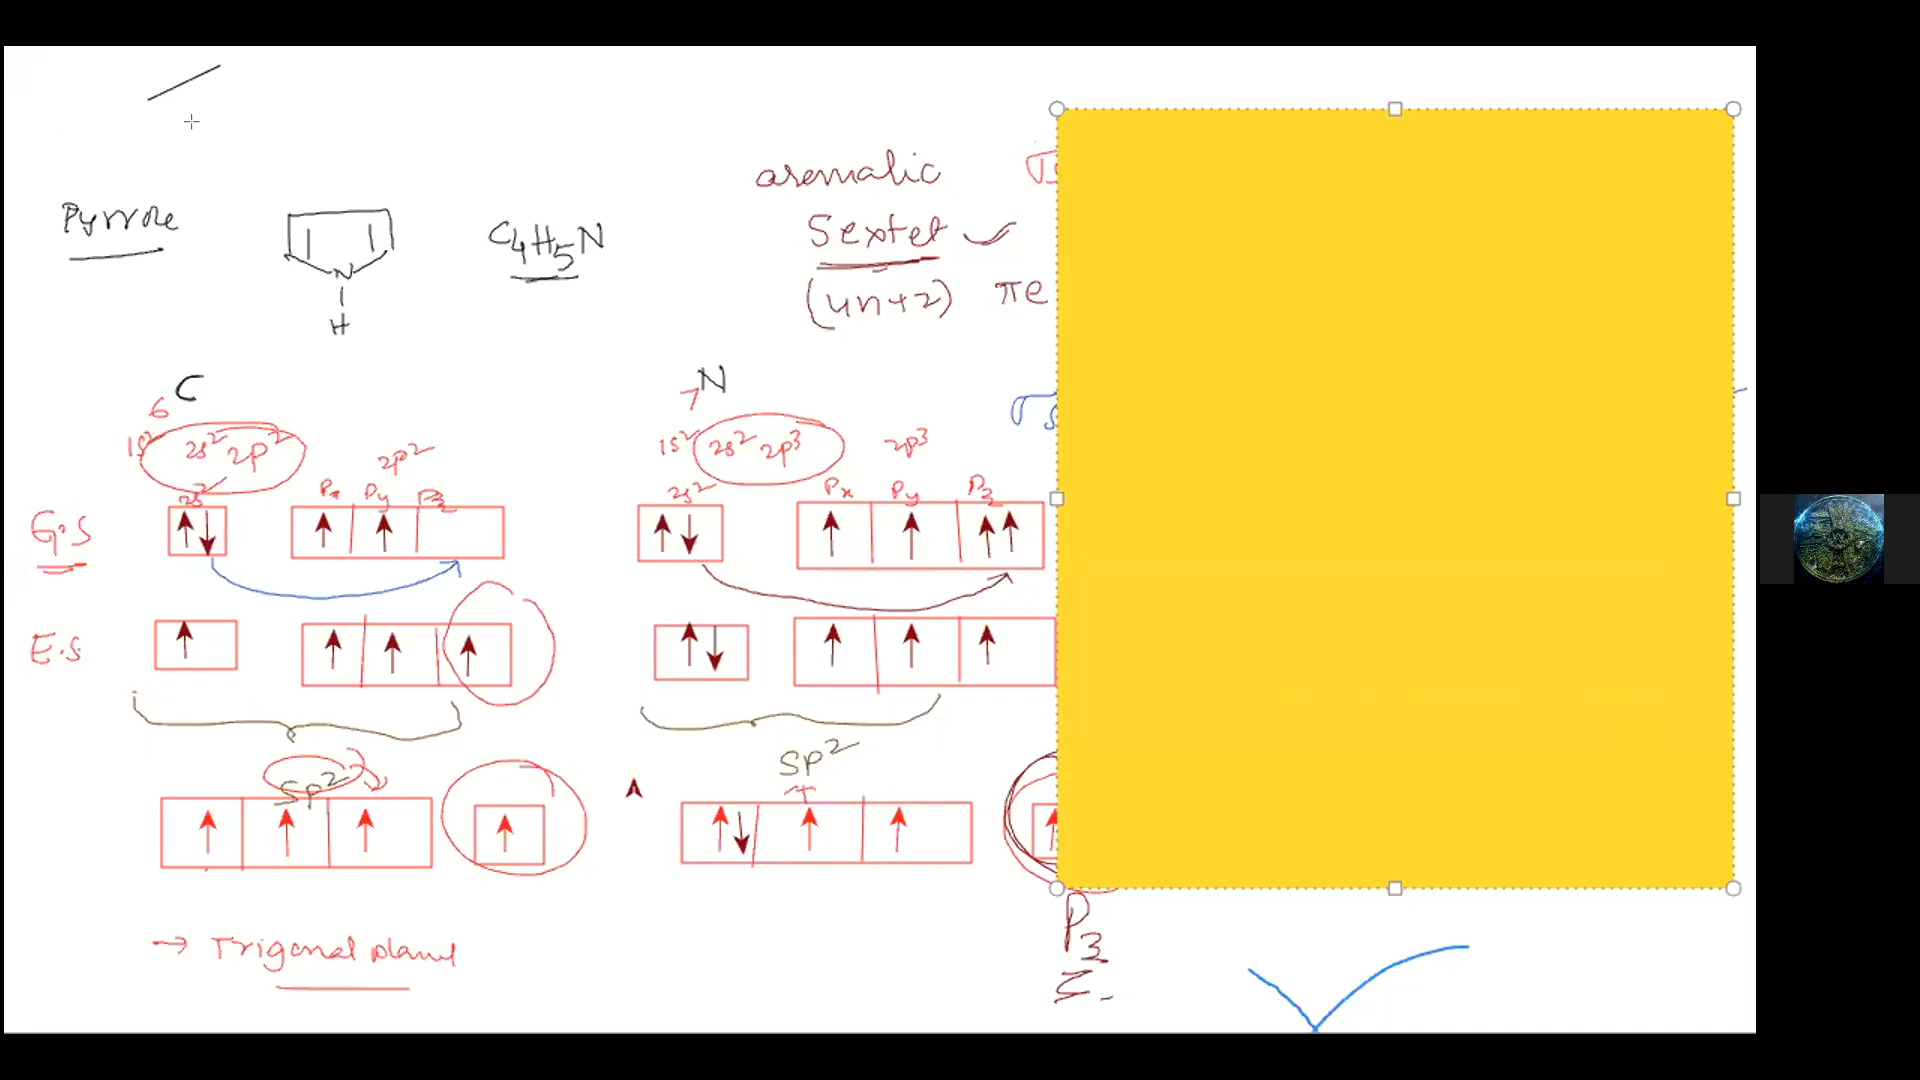 aromatic
Pyrrole
C4H5N
Sextet
(4n+2) πe
N
H
C
6
7N
1s² 2s² 2p²
1s² 2s² 2p³
2p²
2p³
2s² Px Py Pz
2s² Px Py Pz
G.S
E.S
Sp²
Sp²
→ Trigonal planar
Pz